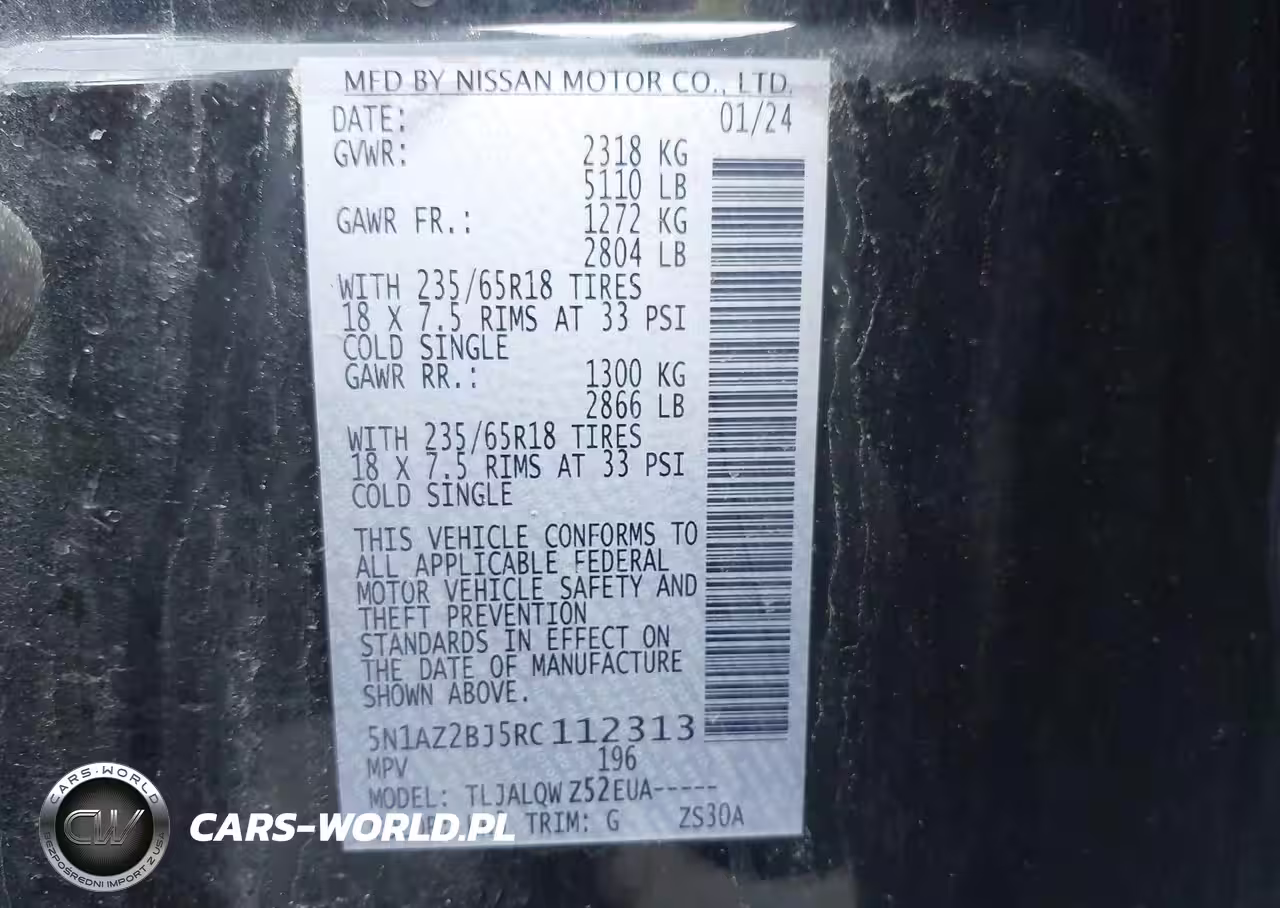 MFD BY NISSAN MOTOR CO., LTD.
DATE: 01/24
GVWR: 2318 KG
5110 LB
GAWR FR.: 1272 KG
2804 LB
WITH 235/65R18 TIRES
18 X 7.5 RIMS AT 33 PSI
COLD SINGLE
GAWR RR.: 1300 KG
2866 LB
WITH 235/65R18 TIRES
18 X 7.5 RIMS AT 33 PSI
COLD SINGLE
THIS VEHICLE CONFORMS TO
ALL APPLICABLE FEDERAL
MOTOR VEHICLE SAFETY AND
THEFT PREVENTION
STANDARDS IN EFFECT ON
THE DATE OF MANUFACTURE
SHOWN ABOVE.
5N1AZ2BJ5RC112313
MPV 196
MODEL: TLJALQWZ52EUA-----
TRIM: G ZS30A
CARS-WORLD
CW
BEZPOŚREDNI IMPORT Z USA
CARS-WORLD.PL